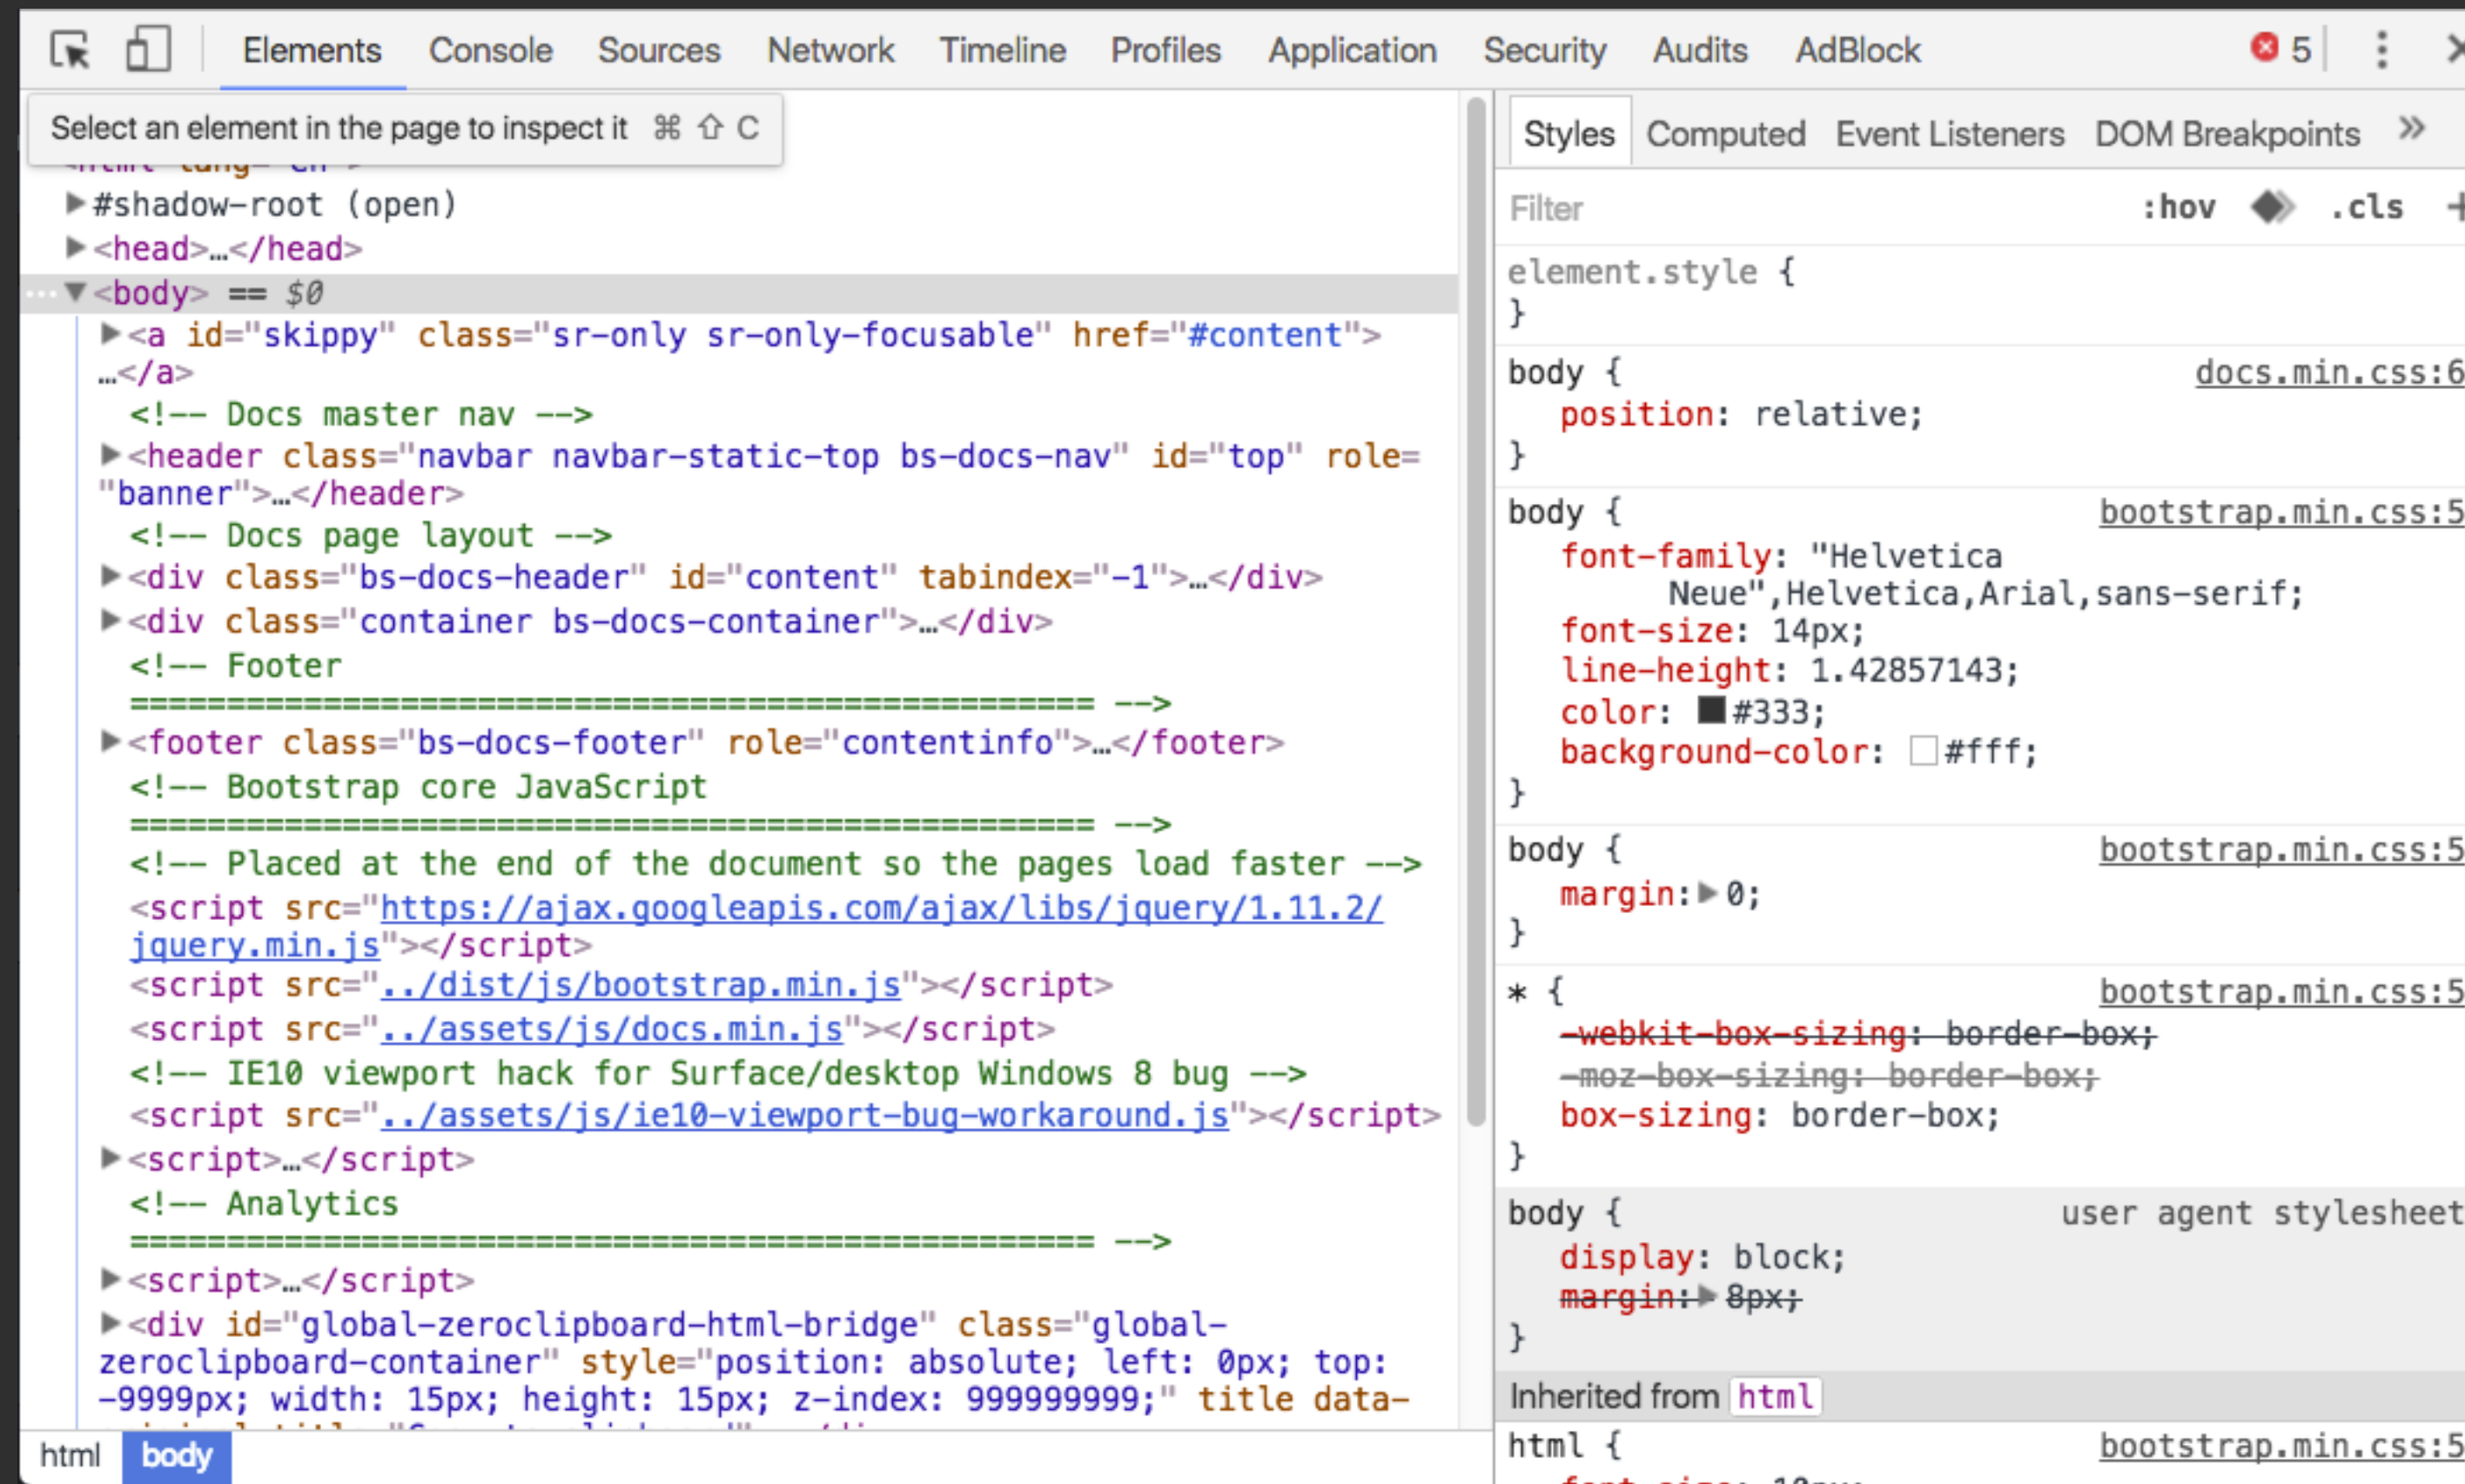 Elements Console Sources Network Timeline Profiles Application Security Audits AdBlock 5
Select an element in the page to inspect it ⌘ ⇧ C
#shadow-root (open)
<head>…</head>
<body> == $0
<a id="skippy" class="sr-only sr-only-focusable" href="#content">
…</a>
<!-- Docs master nav -->
<header class="navbar navbar-static-top bs-docs-nav" id="top" role=
"banner">…</header>
<!-- Docs page layout -->
<div class="bs-docs-header" id="content" tabindex="-1">…</div>
<div class="container bs-docs-container">…</div>
<!-- Footer
================================================== -->
<footer class="bs-docs-footer" role="contentinfo">…</footer>
<!-- Bootstrap core JavaScript
================================================== -->
<!-- Placed at the end of the document so the pages load faster -->
<script src="https://ajax.googleapis.com/ajax/libs/jquery/1.11.2/
jquery.min.js"></script>
<script src="../dist/js/bootstrap.min.js"></script>
<script src="../assets/js/docs.min.js"></script>
<!-- IE10 viewport hack for Surface/desktop Windows 8 bug -->
<script src="../assets/js/ie10-viewport-bug-workaround.js"></script>
<script>…</script>
<!-- Analytics
================================================== -->
<script>…</script>
<div id="global-zeroclipboard-html-bridge" class="global-
zeroclipboard-container" style="position: absolute; left: 0px; top:
-9999px; width: 15px; height: 15px; z-index: 999999999;" title data-
html body
Styles Computed Event Listeners DOM Breakpoints »
Filter :hov .cls +
element.style {
}
body { docs.min.css:6
position: relative;
}
body { bootstrap.min.css:5
font-family: "Helvetica
Neue",Helvetica,Arial,sans-serif;
font-size: 14px;
line-height: 1.42857143;
color: #333;
background-color: #fff;
}
body { bootstrap.min.css:5
margin: 0;
}
* { bootstrap.min.css:5
-webkit-box-sizing: border-box;
-moz-box-sizing: border-box;
box-sizing: border-box;
}
body { user agent stylesheet
display: block;
margin: 8px;
}
Inherited from html
html { bootstrap.min.css:5